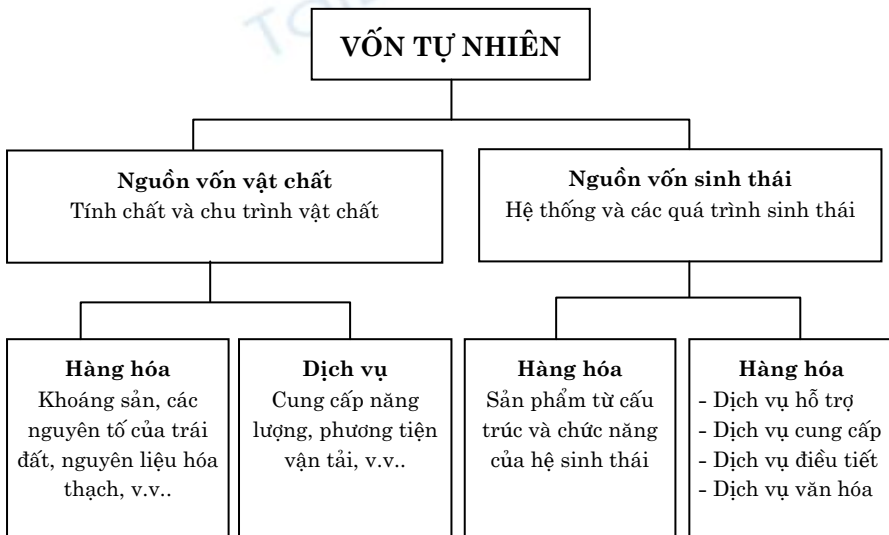 VỐN TỰ NHIÊN
Nguồn vốn vật chất
Tính chất và chu trình vật chất
Nguồn vốn sinh thái
Hệ thống và các quá trình sinh thái
Hàng hóa
Khoáng sản, các
nguyên tố của trái
đất, nguyên liệu hóa
thạch, v.v..
Dịch vụ
Cung cấp năng
lượng, phương tiện
vận tải, v.v..
Hàng hóa
Sản phẩm từ cấu
trúc và chức năng
của hệ sinh thái
Hàng hóa
- Dịch vụ hỗ trợ
- Dịch vụ cung cấp
- Dịch vụ điều tiết
- Dịch vụ văn hóa